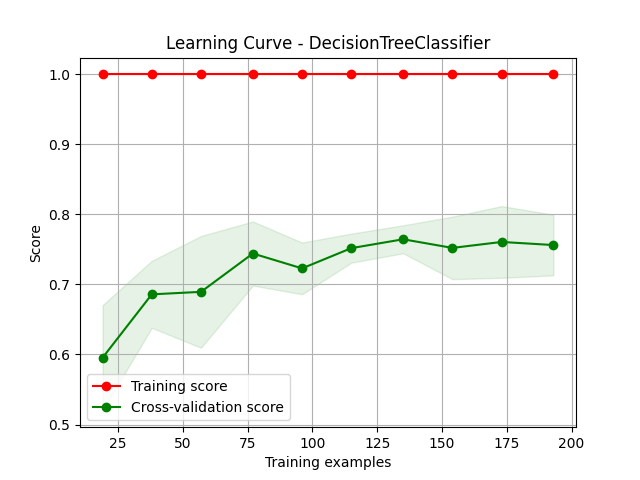 Learning Curve - DecisionTreeClassifier
1.0
0.9
0.8
0.7
0.6
0.5
Score
Training score
Cross-validation score
25 50 75 100 125 150 175 200
Training examples